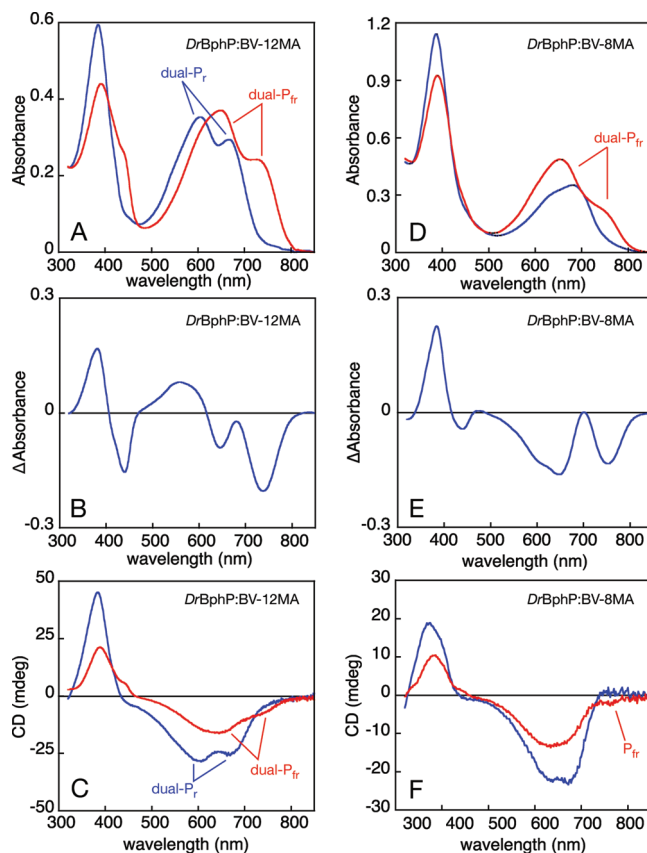 0.6
DrBphP:BV-12MA
dual-Pr
dual-Pfr
0.4
0.2
0
Absorbance
A
300 400 500 600 700 800
wavelength (nm)
1.2
DrBphP:BV-8MA
dual-Pfr
0.9
0.6
0.3
0
Absorbance
D
300 400 500 600 700 800
wavelength (nm)
0.3
DrBphP:BV-12MA
0
-0.3
ΔAbsorbance
B
300 400 500 600 700 800
wavelength (nm)
0.3
DrBphP:BV-8MA
0
-0.3
ΔAbsorbance
E
300 400 500 600 700 800
wavelength (nm)
50
DrBphP:BV-12MA
25
0
-25
-50
CD (mdeg)
dual-Pfr
dual-Pr
C
300 400 500 600 700 800
wavelength (nm)
30
DrBphP:BV-8MA
20
10
0
-10
-20
-30
CD (mdeg)
Pfr
F
300 400 500 600 700 800
wavelength (nm)